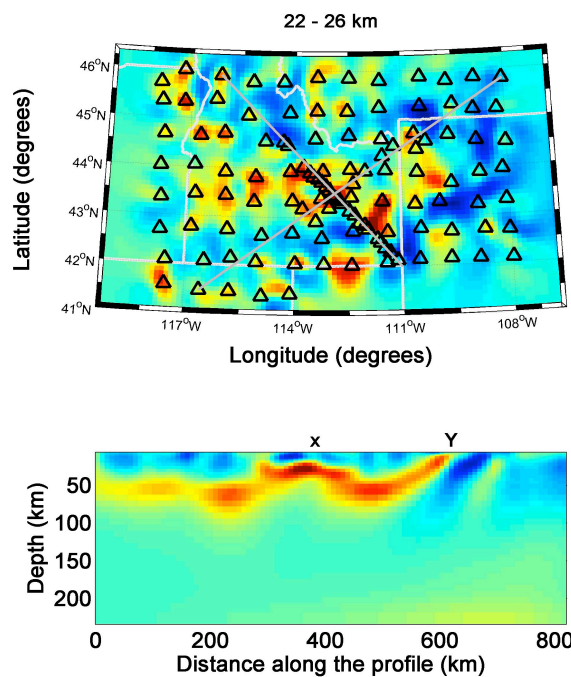 22 - 26 km
46°N
45°N
44°N
43°N
42°N
41°N
Latitude (degrees)
117°W 114°W 111°W 108°W
Longitude (degrees)
x Y
50
100
150
200
Depth (km)
0 200 400 600 800
Distance along the profile (km)